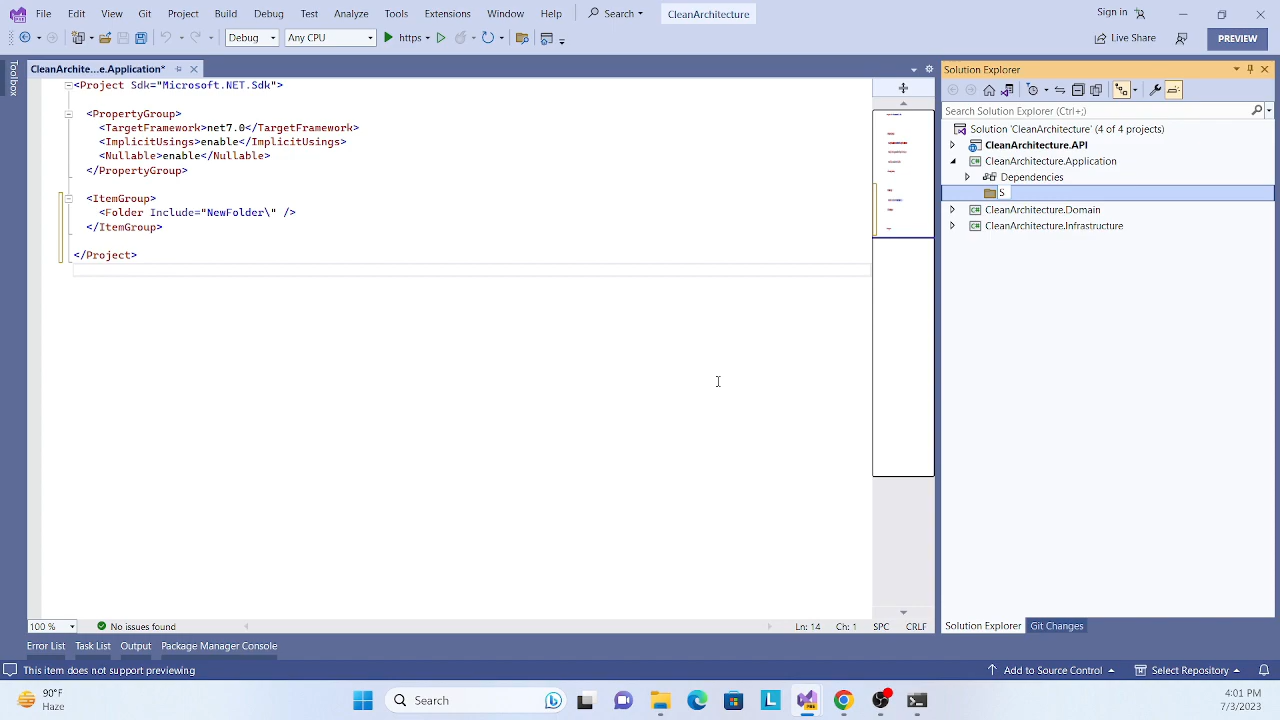 File Edit View Git Project Build Debug Test Analyze Tools Extensions Window Help Search CleanArchitecture Sign in
Debug Any CPU https Live Share PREVIEW
Toolbox
CleanArchite...e.Application*
<Project Sdk="Microsoft.NET.Sdk">
<PropertyGroup>
<TargetFramework>net7.0</TargetFramework>
<ImplicitUsings>enable</ImplicitUsings>
<Nullable>enable</Nullable>
</PropertyGroup>
<ItemGroup>
<Folder Include="NewFolder\" />
</ItemGroup>
</Project>
Solution Explorer
Search Solution Explorer (Ctrl+;)
Solution 'CleanArchitecture' (4 of 4 projects)
CleanArchitecture.API
CleanArchitecture.Application
Dependencies
S
CleanArchitecture.Domain
CleanArchitecture.Infrastructure
100 % No issues found Ln: 14 Ch: 1 SPC CRLF
Solution Explorer Git Changes
Error List Task List Output Package Manager Console
This item does not support previewing Add to Source Control Select Repository
90°F
Haze
Search
4:01 PM
7/3/2023